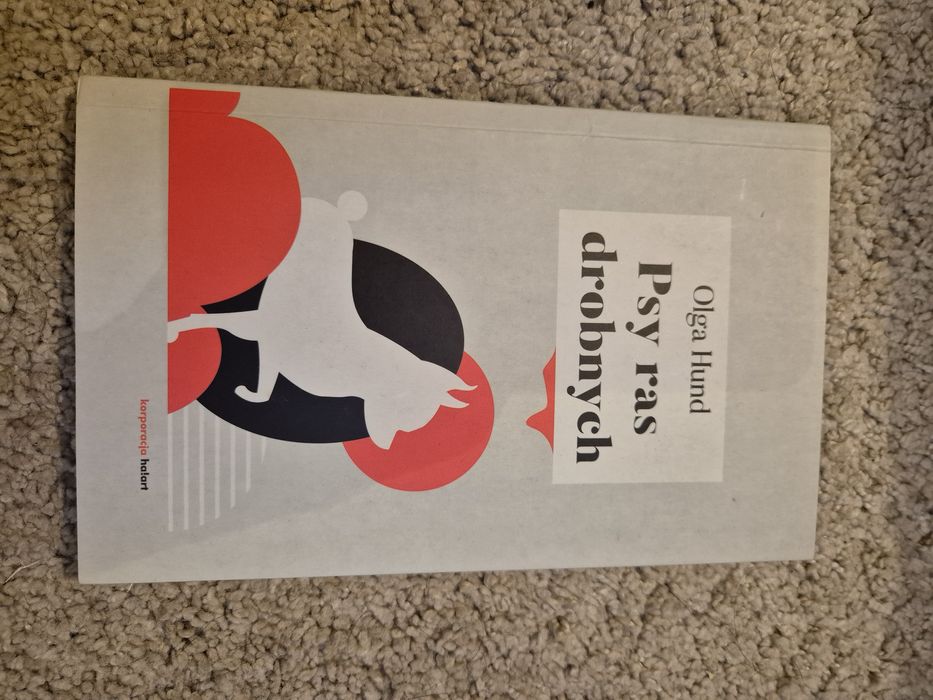 Olga Hund
Psy ras
drobnych
korporacja ha!art